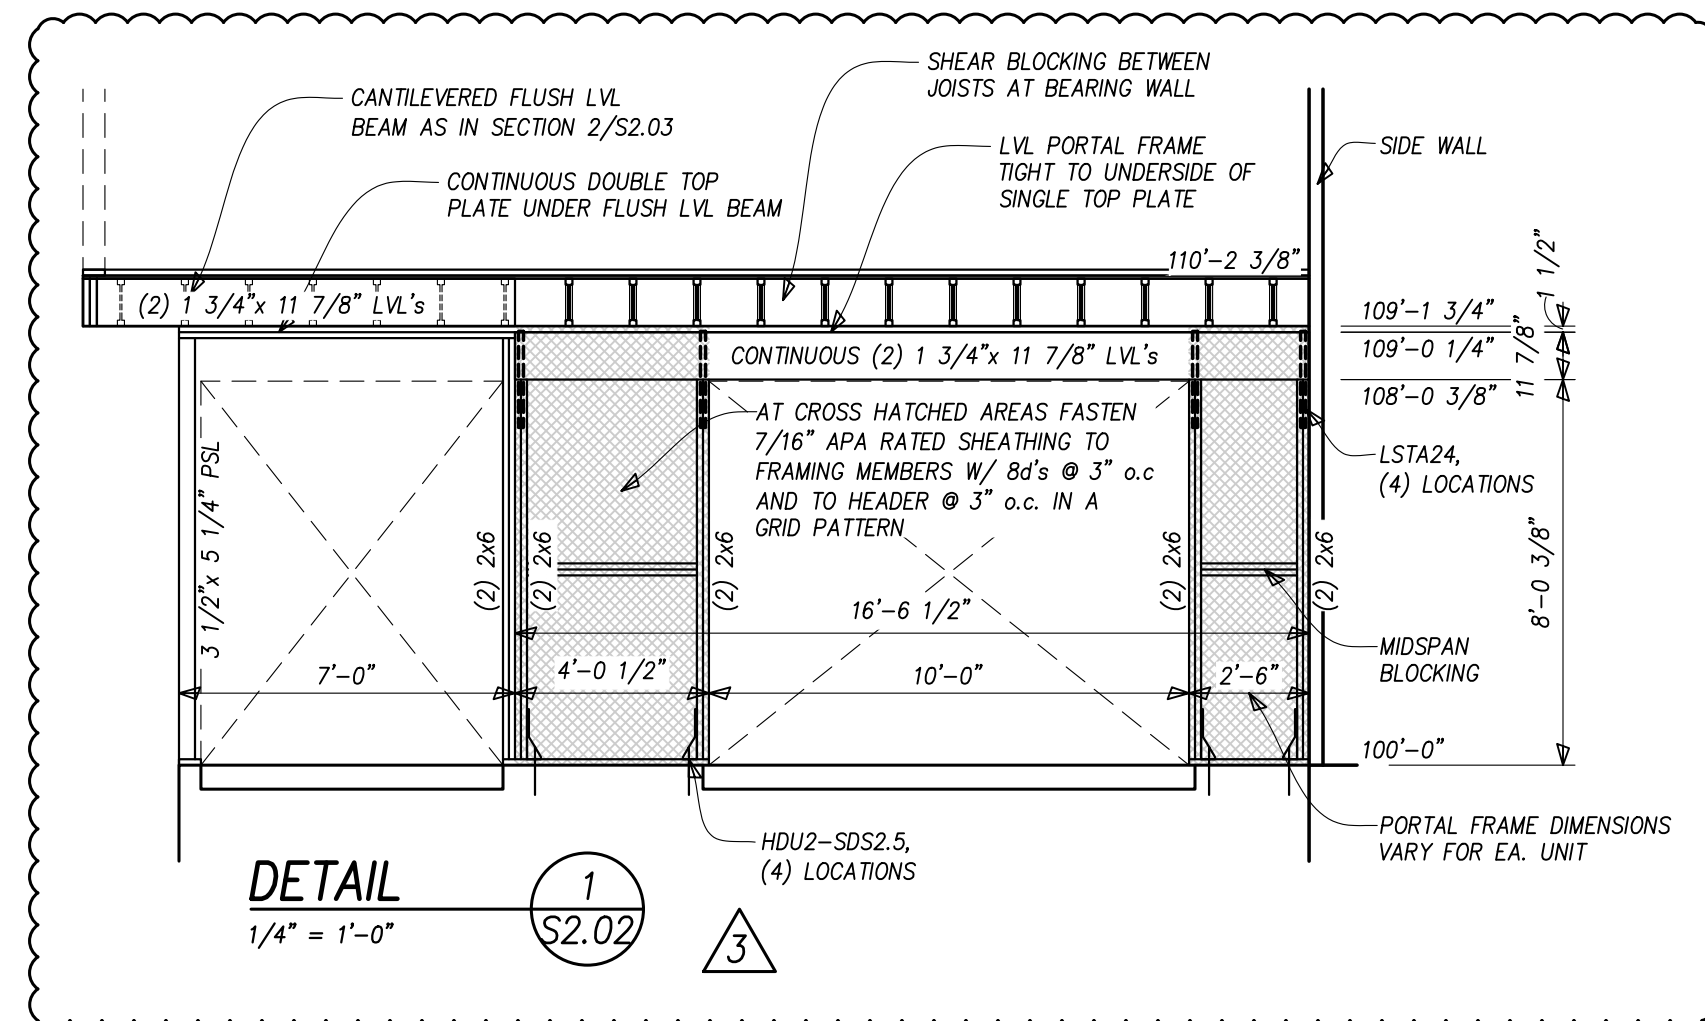 SHEAR BLOCKING BETWEEN
JOISTS AT BEARING WALL
CANTILEVERED FLUSH LVL
BEAM AS IN SECTION 2/S2.03
LVL PORTAL FRAME
TIGHT TO UNDERSIDE OF
SINGLE TOP PLATE
SIDE WALL
CONTINUOUS DOUBLE TOP
PLATE UNDER FLUSH LVL BEAM
110'-2 3/8"
1 1/2"
(2) 1 3/4"x 11 7/8" LVL's
109'-1 3/4"
109'-0 1/4"
11 7/8"
108'-0 3/8"
CONTINUOUS (2) 1 3/4"x 11 7/8" LVL's
AT CROSS HATCHED AREAS FASTEN
7/16" APA RATED SHEATHING TO
FRAMING MEMBERS W/ 8d's @ 3" o.c
AND TO HEADER @ 3" o.c. IN A
GRID PATTERN
LSTA24,
(4) LOCATIONS
3 1/2"x 5 1/4" PSL
(2) 2x6
(2) 2x6
(2) 2x6
(2) 2x6
(2) 2x6
8'-0 3/8"
16'-6 1/2"
7'-0"
4'-0 1/2"
10'-0"
2'-6"
MIDSPAN
BLOCKING
100'-0"
HDU2-SDS2.5,
(4) LOCATIONS
PORTAL FRAME DIMENSIONS
VARY FOR EA. UNIT
DETAIL
1/4" = 1'-0"
1
S2.02
3